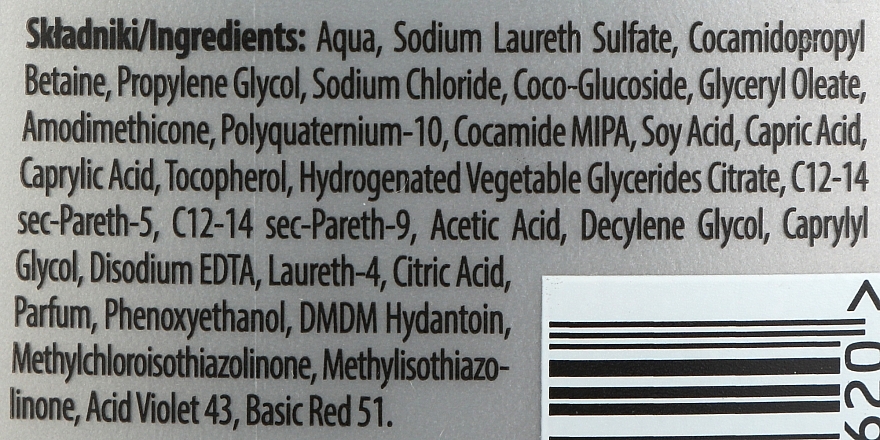 Składniki/Ingredients: Aqua, Sodium Laureth Sulfate, Cocamidopropyl
Betaine, Propylene Glycol, Sodium Chloride, Coco-Glucoside, Glyceryl Oleate,
Amodimethicone, Polyquaternium-10, Cocamide MIPA, Soy Acid, Capric Acid,
Caprylic Acid, Tocopherol, Hydrogenated Vegetable Glycerides Citrate, C12-14
sec-Pareth-5, C12-14 sec-Pareth-9, Acetic Acid, Decylene Glycol, Caprylyl
Glycol, Disodium EDTA, Laureth-4, Citric Acid,
Parfum, Phenoxyethanol, DMDM Hydantoin,
Methylchloroisothiazolinone, Methylisothiazo-
linone, Acid Violet 43, Basic Red 51.
620 >